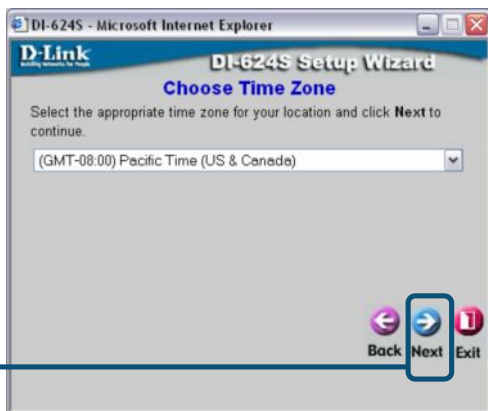 DI-624S - Microsoft Internet Explorer
D-Link
Building Networks for People
DI-624S Setup Wizard
Choose Time Zone
Select the appropriate time zone for your location and click Next to
continue.
(GMT-08:00) Pacific Time (US & Canada)
Back Next Exit